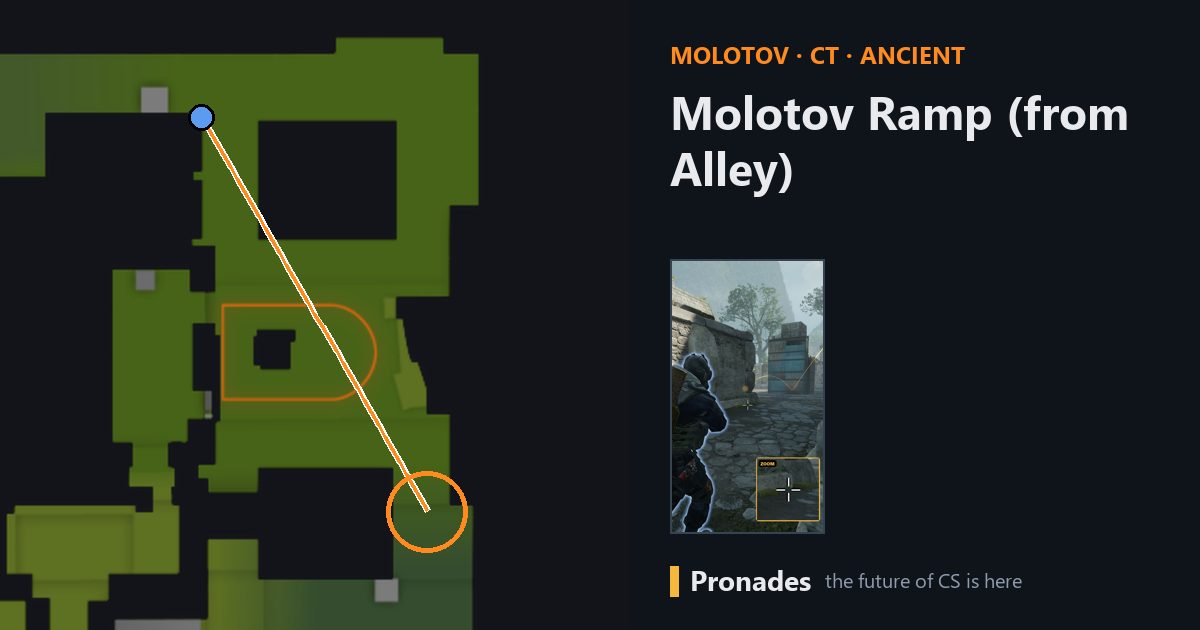 MOLOTOV · CT · ANCIENT
Molotov Ramp (from
Alley)
ZOOM
Pronades the future of CS is here